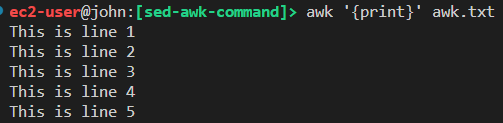 ec2-user@john:[sed-awk-command]> awk '{print}' awk.txt
This is line 1
This is line 2
This is line 3
This is line 4
This is line 5